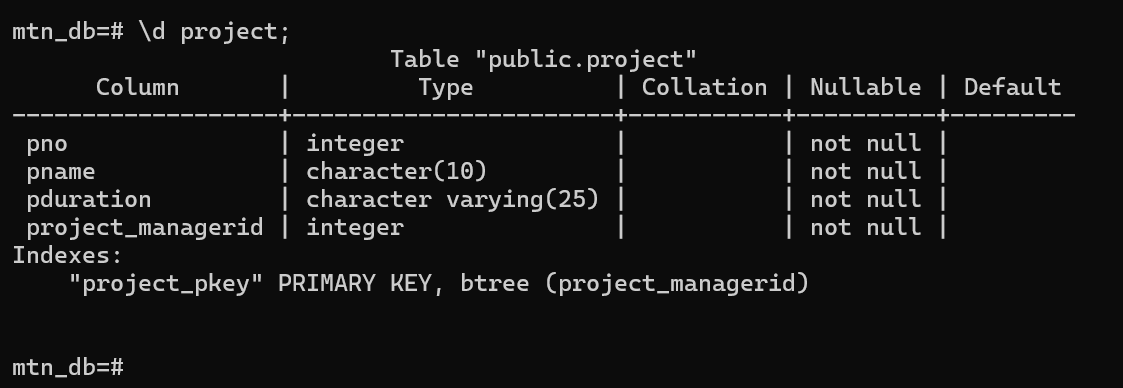 mtn_db=# \d project;
                           Table "public.project"
      Column       |         Type          | Collation | Nullable | Default
-------------------+-----------------------+-----------+----------+---------
 pno               | integer               |           | not null |
 pname             | character(10)         |           | not null |
 pduration         | character varying(25) |           | not null |
 project_managerid | integer               |           | not null |
Indexes:
    "project_pkey" PRIMARY KEY, btree (project_managerid)
mtn_db=#